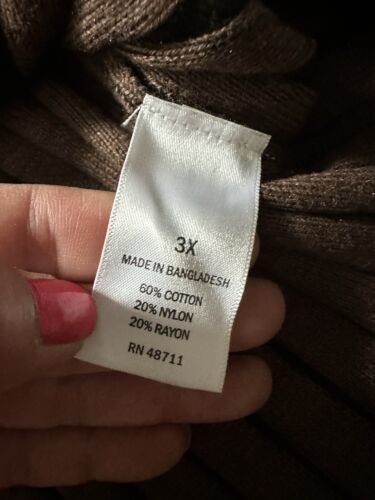 3X
MADE IN BANGLADESH
60% COTTON
20% NYLON
20% RAYON
RN 48711